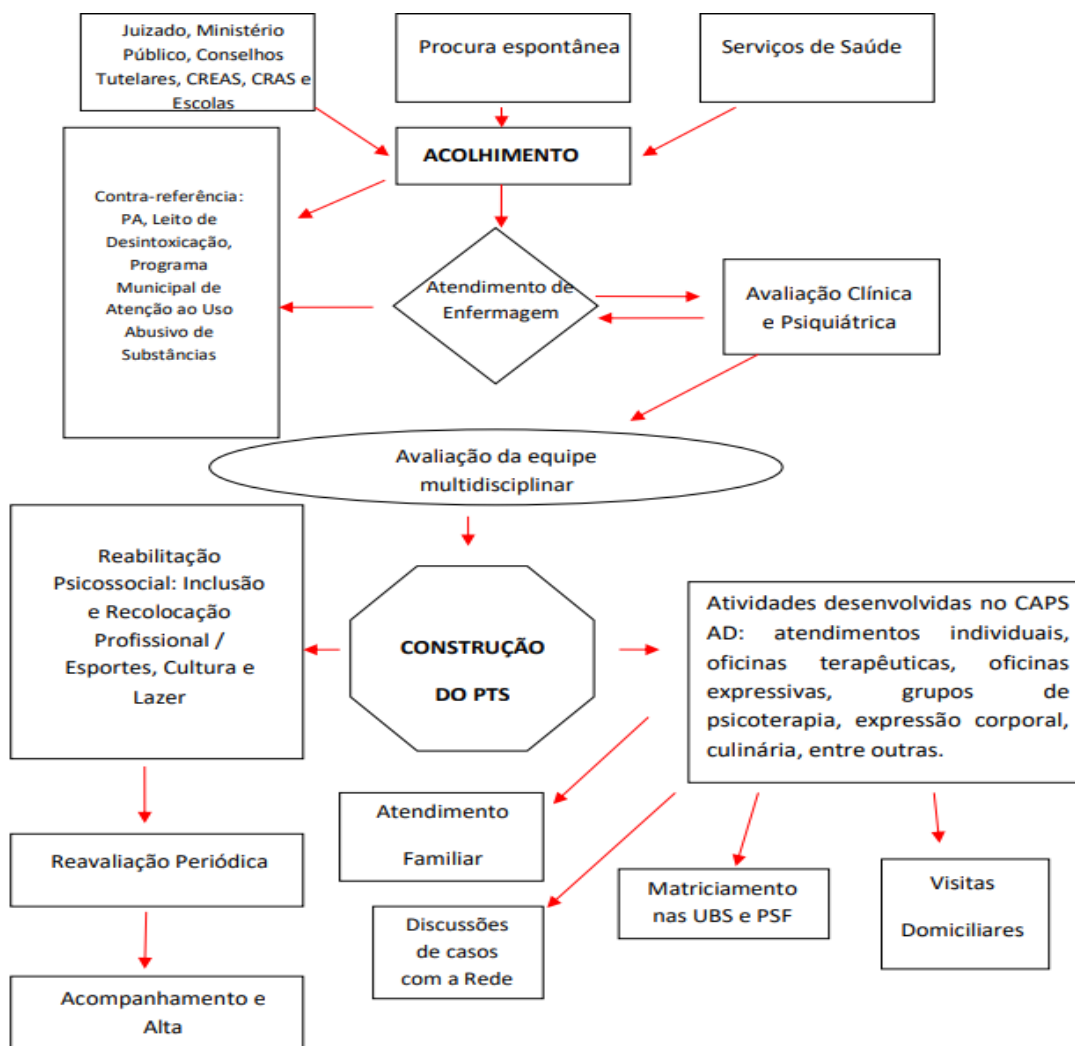 Juizado, Ministério
Público, Conselhos
Tutelares, CREAS, CRAS e
Escolas
Procura espontânea
Serviços de Saúde
ACOLHIMENTO
Contra-referência:
PA, Leito de
Desintoxicação,
Programa
Municipal de
Atenção ao Uso
Abusivo de
Substâncias
Atendimento de
Enfermagem
Avaliação Clínica
e Psiquiátrica
Avaliação da equipe
multidisciplinar
Reabilitação
Psicossocial: Inclusão
e Recolocação
Profissional /
Esportes, Cultura e
Lazer
CONSTRUÇÃO
DO PTS
Atividades desenvolvidas no CAPS
AD: atendimentos individuais,
oficinas terapêuticas, oficinas
expressivas, grupos de
psicoterapia, expressão corporal,
culinária, entre outras.
Atendimento
Familiar
Reavaliação Periódica
Matriciamento
nas UBS e PSF
Visitas
Domiciliares
Discussões
de casos
com a Rede
Acompanhamento e
Alta